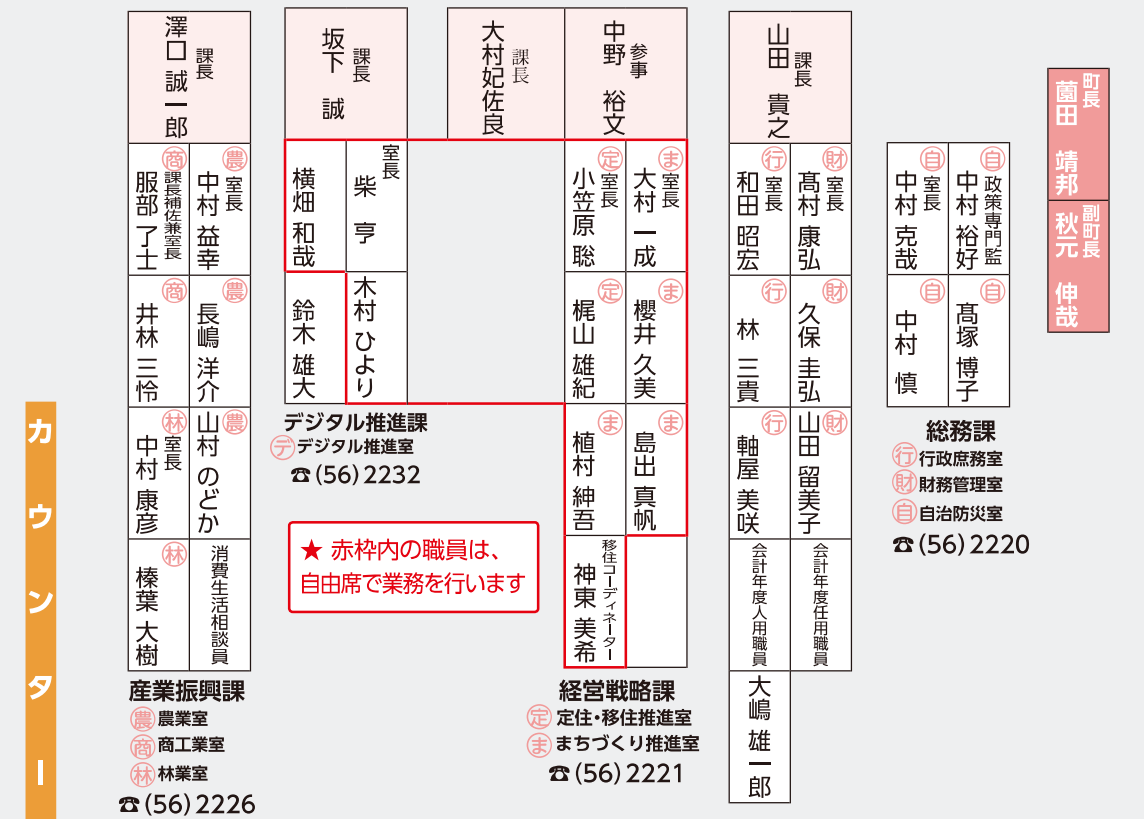 町長
薗田 靖邦
副町長
秋元 伸哉
自 政策専門監
中村 裕好
自 室長
中村 克哉
自
髙塚 博子
自
中村 慎
総務課
行 行政庶務室
財 財務管理室
自 自治防災室
☎(56)2220
課長
山田 貴之
財 室長
髙村 康弘
行 室長
和田 昭宏
財
久保 圭弘
行
林 三貴
財
山田 留美子
行
軸屋 美咲
会計年度任用職員
会計年度人用職員
大嶋 雄一郎
参事
中野 裕文
課長
大村妃佐良
ま 室長
大村 一成
定 室長
小笠原 聡
ま
櫻井 久美
定
梶山 雄紀
ま
島出 真帆
ま
植村 紳吾
移住コーディネーター
神東 美希
経営戦略課
定 定住・移住推進室
ま まちづくり推進室
☎(56)2221
課長
坂下 誠
室長
柴 亨
横畑 和哉
木村 ひより
鈴木 雄大
デジタル推進課
デ デジタル推進室
☎(56)2232
★ 赤枠内の職員は、
自由席で業務を行います
課長
澤口 誠一郎
農 室長
中村 益幸
商 課長補佐兼室長
服部 了士
農
長嶋 洋介
商
井林 三怜
農
山村 のどか
林 室長
中村 康彦
消費生活相談員
林
榛葉 大樹
産業振興課
農 農業室
商 商工業室
林 林業室
☎(56)2226
カウンター